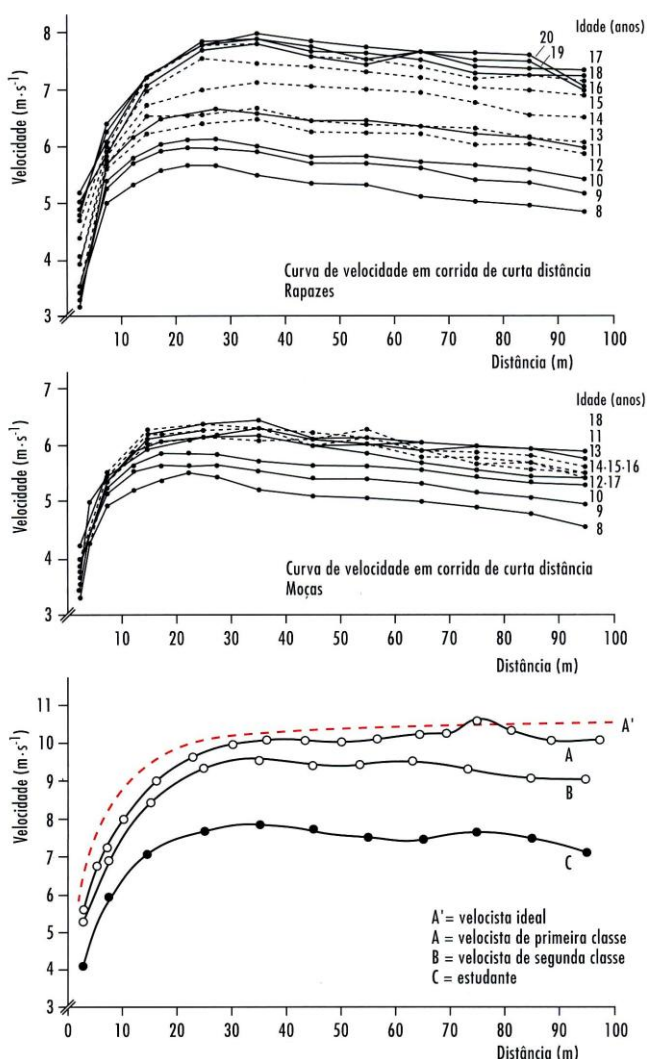 Velocidade (m·s⁻¹)
8
7
6
5
4
3
Idade (anos)
20
19
17
18
16
15
14
13
11
12
10
9
8
Curva de velocidade em corrida de curta distância
Rapazes
10 20 30 40 50 60 70 80 90 100
Distância (m)
Velocidade (m·s⁻¹)
7
6
5
4
3
Idade (anos)
18
11
13
14-15-16
12-17
10
9
8
Curva de velocidade em corrida de curta distância
Moças
10 20 30 40 50 60 70 80 90 100
Distância (m)
Velocidade (m·s⁻¹)
11
10
9
8
7
6
5
4
3
A'
A
B
C
A' = velocista ideal
A = velocista de primeira classe
B = velocista de segunda classe
C = estudante
0 10 20 30 40 50 60 70 80 90 100
Distância (m)